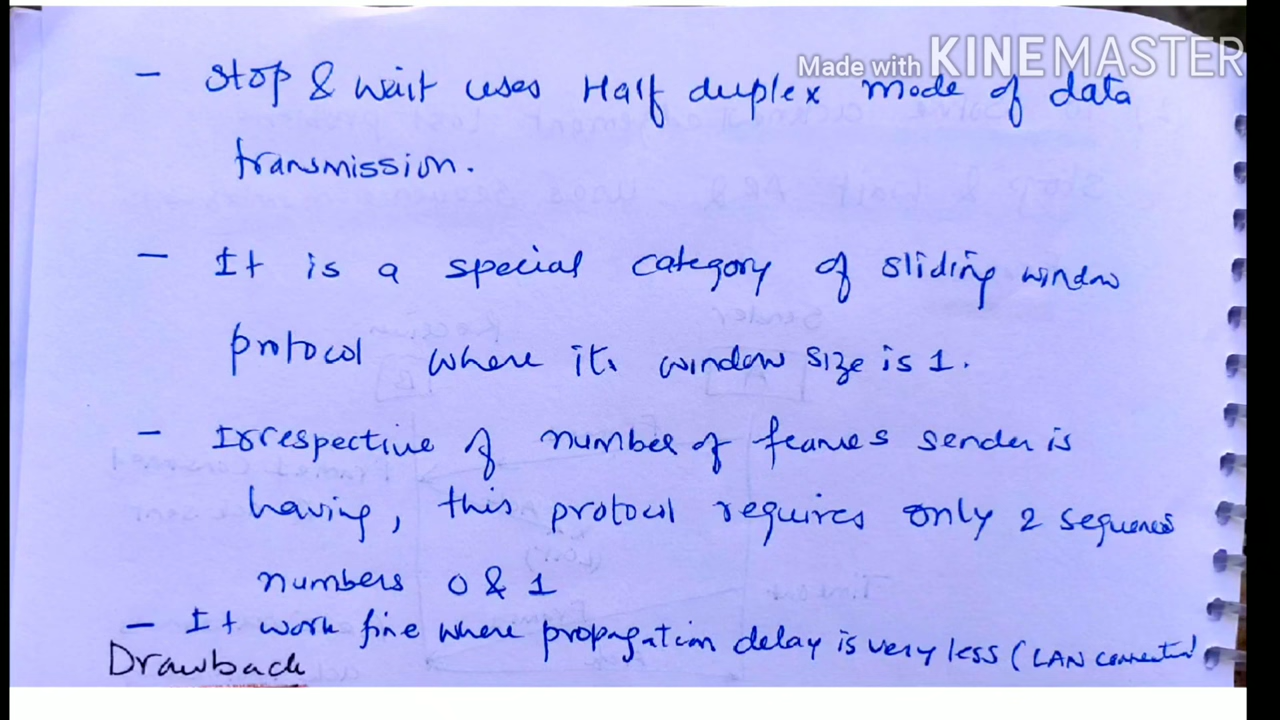 Made with KINEMASTER
- Stop & wait uses Half duplex mode of data
transmission.
- It is a special category of sliding window
protocol where its window size is 1.
- Irrespective of number of frames sender is
having, this protocol requires only 2 sequence
numbers 0 & 1
- It work fine where propagation delay is very less (LAN connection)
Drawback